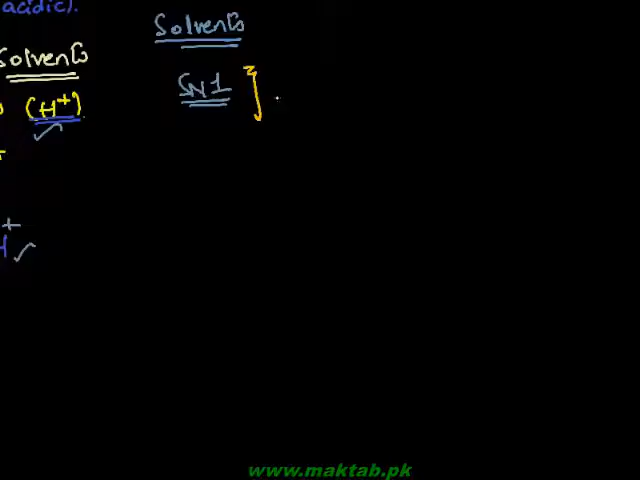 acidic).
Solvents
Solvents
(H⁺)
SN1
+
H
www.maktab.pk